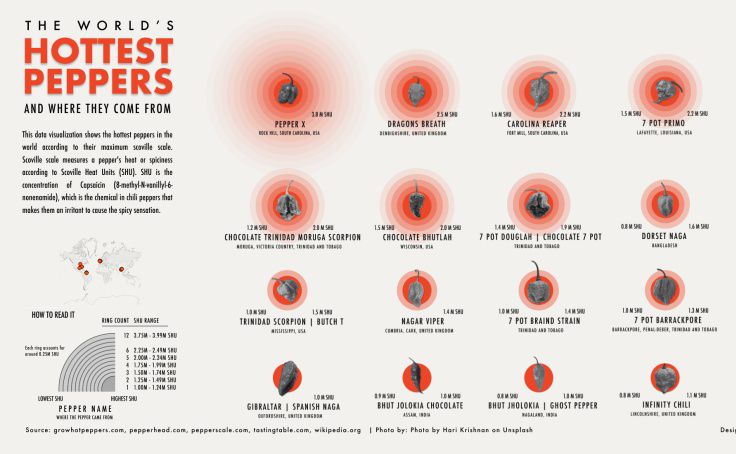 THE WORLD'S
HOTTEST
PEPPERS
AND WHERE THEY COME FROM
This data visualization shows the hottest peppers in the
world according to their maximum scoville scale.
Scoville scale measures a pepper's heat or spiciness
according to Scoville Heat Units (SHU). SHU is the
concentration of Capsaicin (8-methyl-N-vanillyl-6-
nonenamide), which is the chemical in chili peppers that
makes them an irritant to cause the spicy sensation.
HOW TO READ IT
RING COUNT SHU RANGE
12 3.75M - 3.99M SHU
Each ring accounts for
around 0.25M SHU
6 2.25M - 2.49M SHU
5 2.00M - 2.24M SHU
4 1.75M - 1.99M SHU
3 1.50M - 1.74M SHU
2 1.25M - 1.49M SHU
1 1.00M - 1.24M SHU
LOWEST SHU HIGHEST SHU
PEPPER NAME
WHERE THE PEPPER CAME FROM
3.8 M SHU
PEPPER X
ROCK HILL, SOUTH CAROLINA, USA
2.5 M SHU
DRAGONS BREATH
DENBIGHSHIRE, UNITED KINGDOM
1.6 M SHU 2.2 M SHU
CAROLINA REAPER
FORT MILL, SOUTH CAROLINA, USA
1.5 M SHU 2.2 M SHU
7 POT PRIMO
LAFAYETTE, LOUISIANA, USA
1.2 M SHU 2.0 M SHU
CHOCOLATE TRINIDAD MORUGA SCORPION
MORUGA, VICTORIA COUNTRY, TRINIDAD AND TOBAGO
1.5 M SHU 2.0 M SHU
CHOCOLATE BHUTLAH
WISCONSIN, USA
1.4 M SHU 1.9 M SHU
7 POT DOUGLAH | CHOCOLATE 7 POT
TRINIDAD AND TOBAGO
0.8 M SHU 1.6 M SHU
DORSET NAGA
BANGLADESH
1.0 M SHU 1.5 M SHU
TRINIDAD SCORPION | BUTCH T
MISSISSIPPI, USA
1.4 M SHU
NAGAR VIPER
CUMBRIA, CARK, UNITED KINGDOM
1.0 M SHU 1.4 M SHU
7 POT BRAIND STRAIN
TRINIDAD AND TOBAGO
1.0 M SHU 1.3 M SHU
7 POT BARRACKPORE
BARRACKPORE, PENAL-DEBE, TRINIDAD AND TOBAGO
1.0 M SHU
GIBRALTAR | SPANISH NAGA
OXFORDSHIRE, UNITED KINGDOM
0.9 M SHU 1.0 M SHU
BHUT JOLOKIA CHOCOLATE
ASSAM, INDIA
0.8 M SHU 1.0 M SHU
BHUT JHOLOKIA | GHOST PEPPER
NAGALAND, INDIA
0.8 M SHU 1.1 M SHU
INFINITY CHILI
LINCOLNSHIRE, UNITED KINGDOM
Source: growhotpeppers.com, pepperhead.com, pepperscale.com, tastingtable.com, wikipedia.org | Photo by: Photo by Hari Krishnan on Unsplash
Desig